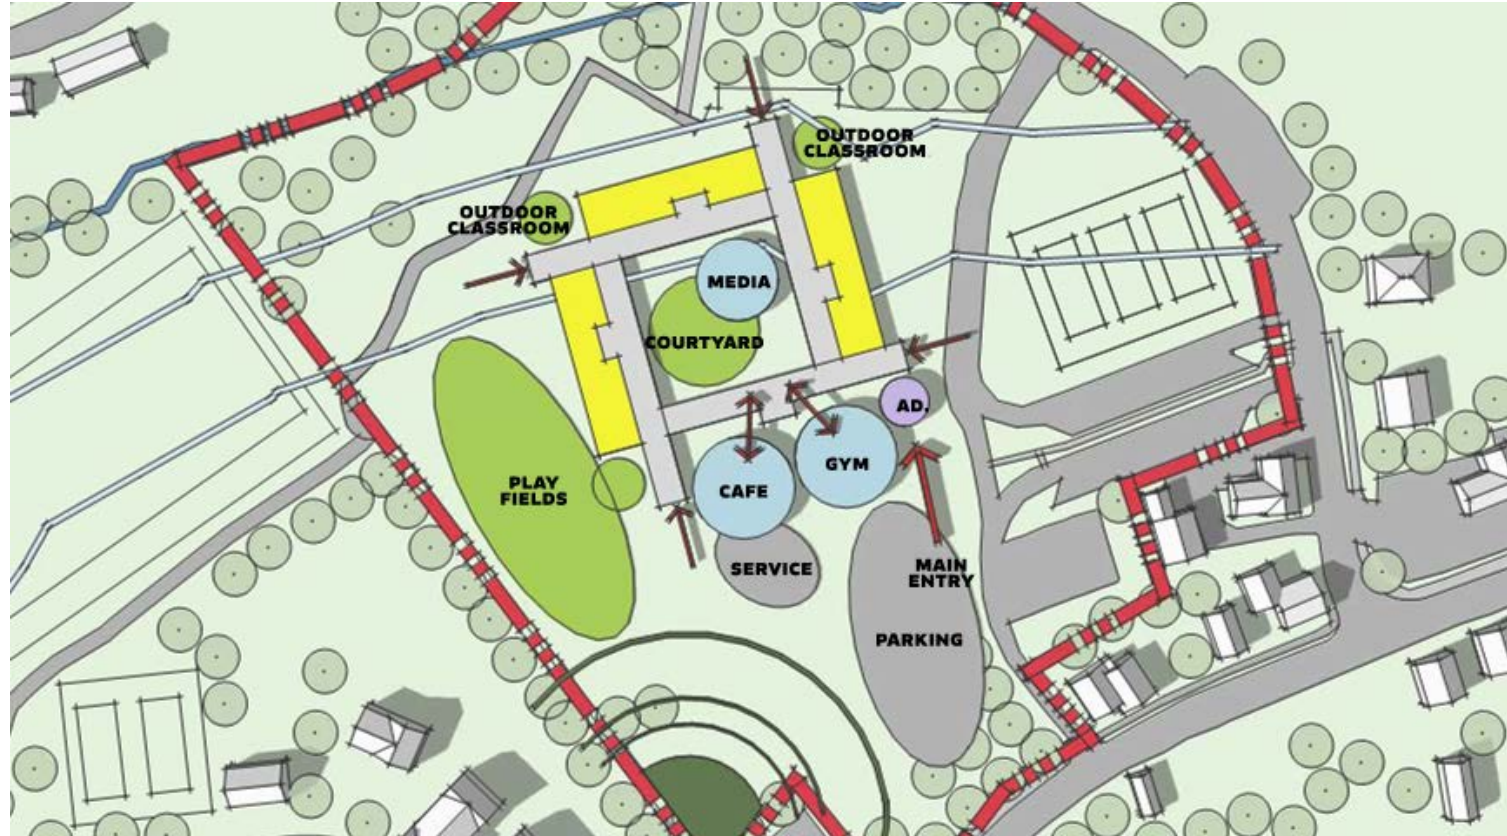 OUTDOOR
CLASSROOM
OUTDOOR
CLASSROOM
MEDIA
COURTYARD
AD.
GYM
PLAY
FIELDS
CAFE
SERVICE
MAIN
ENTRY
PARKING